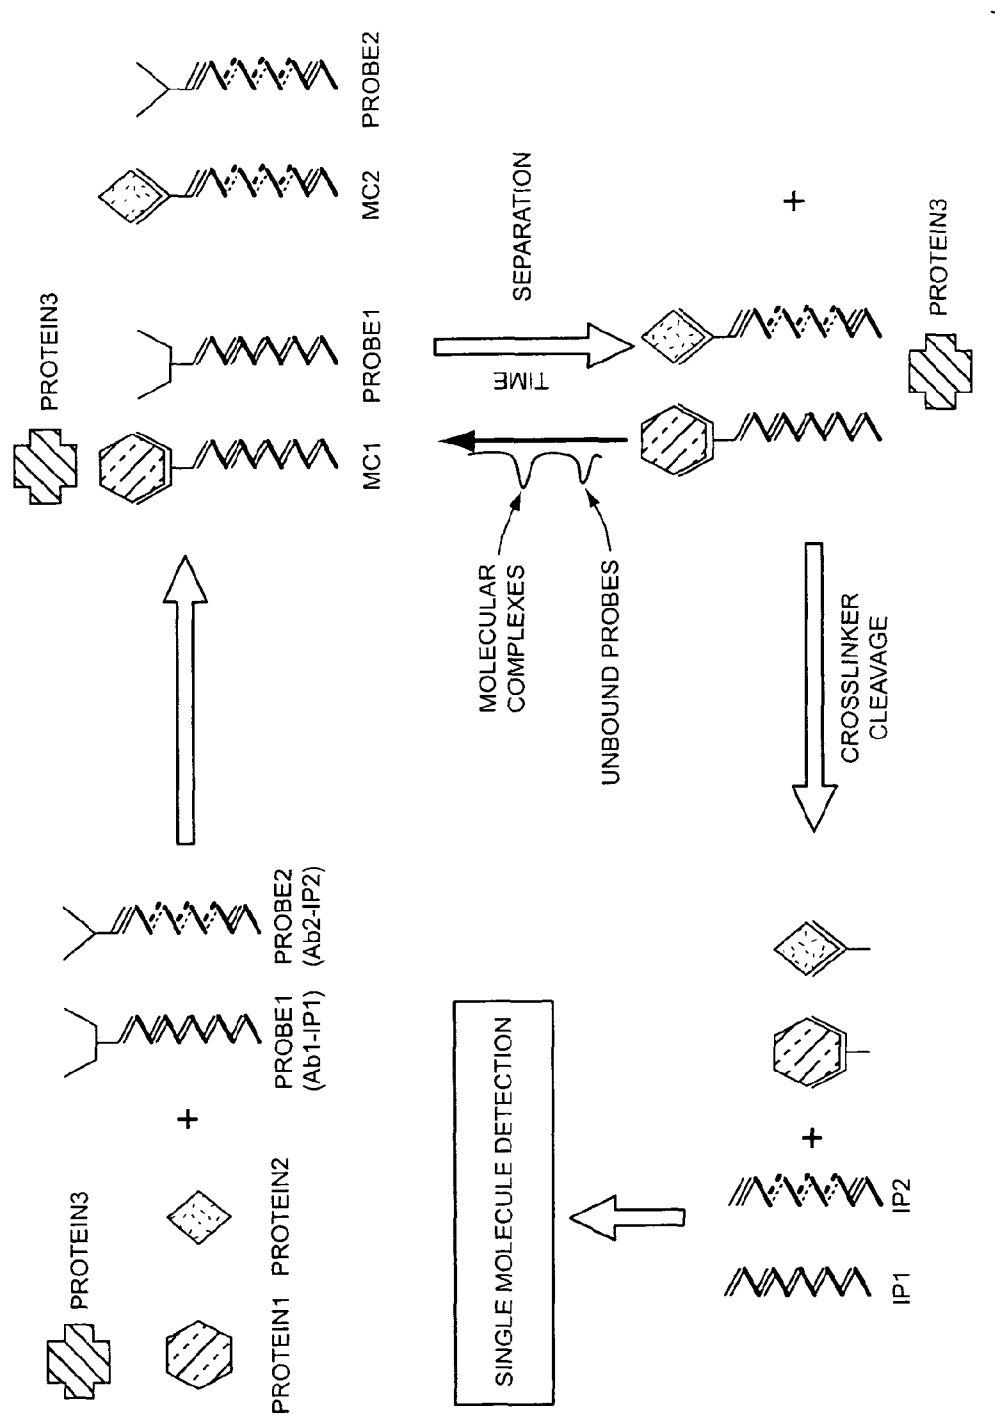 PROTEIN3
PROTEIN1
PROTEIN2
+
PROBE1
(Ab1-IP1)
PROBE2
(Ab2-IP2)
PROTEIN3
MC1
PROBE1
MC2
PROBE2
TIME
SEPARATION
MOLECULAR
COMPLEXES
UNBOUND PROBES
+
PROTEIN3
CROSSLINKER
CLEAVAGE
SINGLE MOLECULE DETECTION
IP1
IP2
+